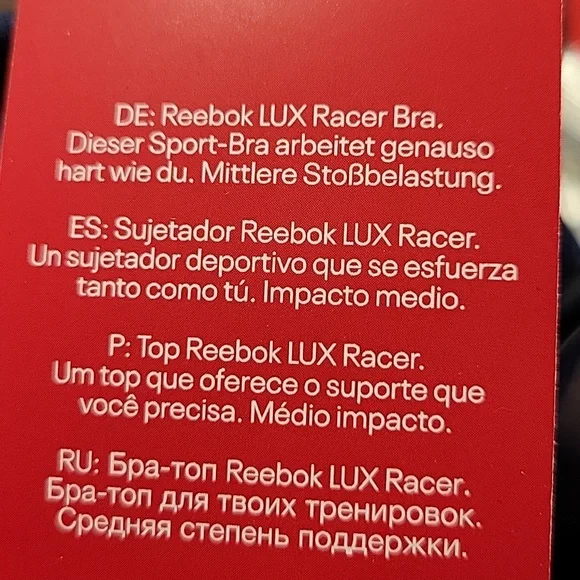 DE: Reebok LUX Racer Bra.
Dieser Sport-Bra arbeitet genauso
hart wie du. Mittlere Stoßbelastung.
ES: Sujetador Reebok LUX Racer.
Un sujetador deportivo que se esfuerza
tanto como tú. Impacto medio.
P: Top Reebok LUX Racer.
Um top que oferece o suporte que
você precisa. Médio impacto.
RU: Бра-топ Reebok LUX Racer.
Бра-топ для твоих тренировок.
Средняя степень поддержки.